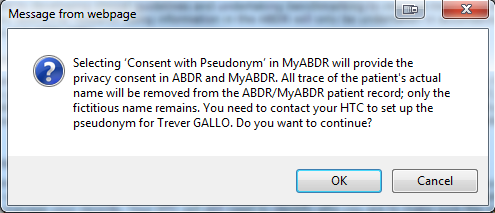 Message from webpage
Selecting 'Consent with Pseudonym' in MyABDR will provide the
privacy consent in ABDR and MyABDR. All trace of the patient's actual
name will be removed from the ABDR/MyABDR patient record; only the
fictitious name remains. You need to contact your HTC to set up the
pseudonym for Trever GALLO. Do you want to continue?
OK
Cancel